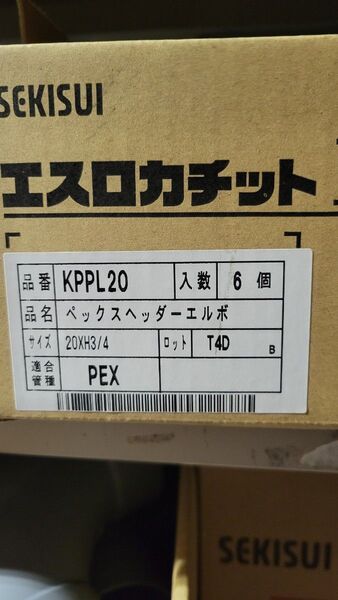 SEKISUI
エスロカチット
品番 KPPL20 入数 6 個
品名 ペックスヘッダーエルボ
サイズ 20XH3/4 ロット T4D B
適合管種 PEX
SEKISUI